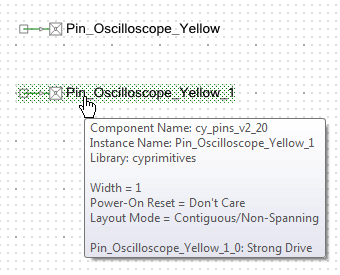 Pin_Oscilloscope_Yellow
Pin_Oscilloscope_Yellow_1
Component Name: cy_pins_v2_20
Instance Name: Pin_Oscilloscope_Yellow_1
Library: cyprimitives
Width = 1
Power-On Reset = Don't Care
Layout Mode = Contiguous/Non-Spanning
Pin_Oscilloscope_Yellow_1_0: Strong Drive